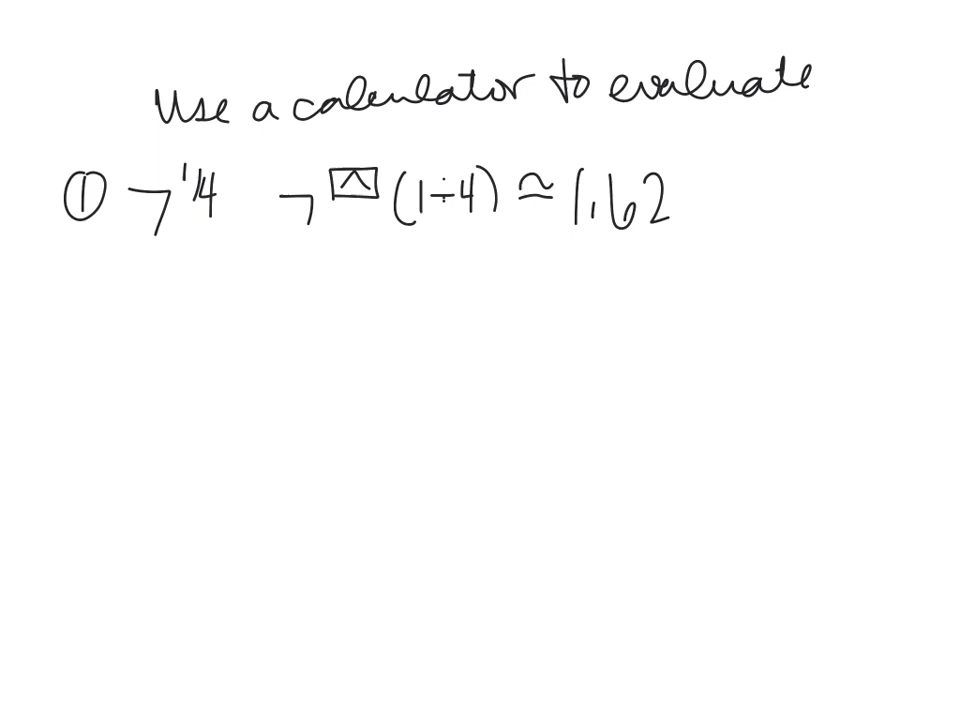 Use a calculator to evaluate
① 7^1/4 7 ^ (1÷4) ≅ 1.62